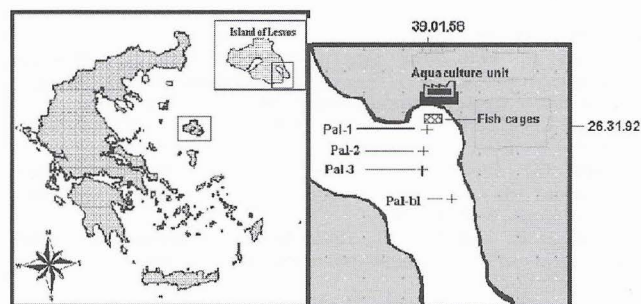 39.01.56
Island of Lesvos
Aquaculture unit
Fish cages
26.31.92
Pal-1
Pal-2
Pal-3
Pal-bl
N
S